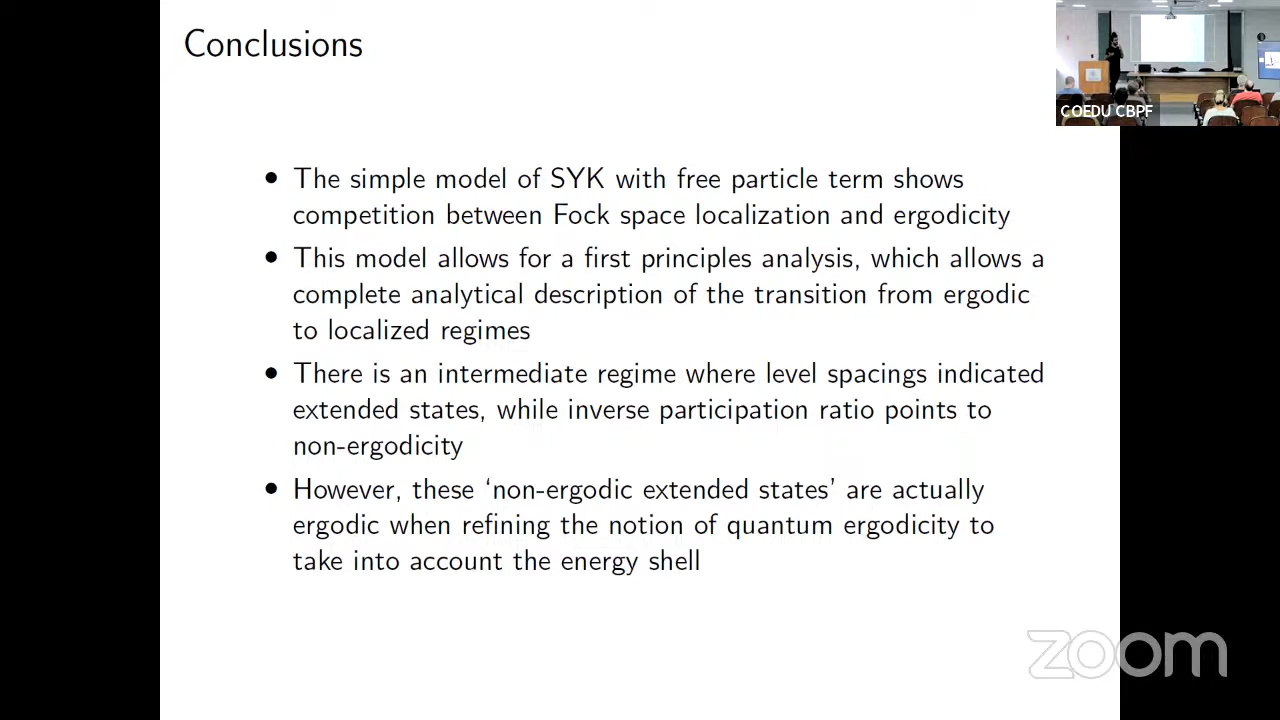 Conclusions
COEDU CBPF
• The simple model of SYK with free particle term shows
competition between Fock space localization and ergodicity
• This model allows for a first principles analysis, which allows a
complete analytical description of the transition from ergodic
to localized regimes
• There is an intermediate regime where level spacings indicated
extended states, while inverse participation ratio points to
non-ergodicity
• However, these ‘non-ergodic extended states’ are actually
ergodic when refining the notion of quantum ergodicity to
take into account the energy shell
zoom